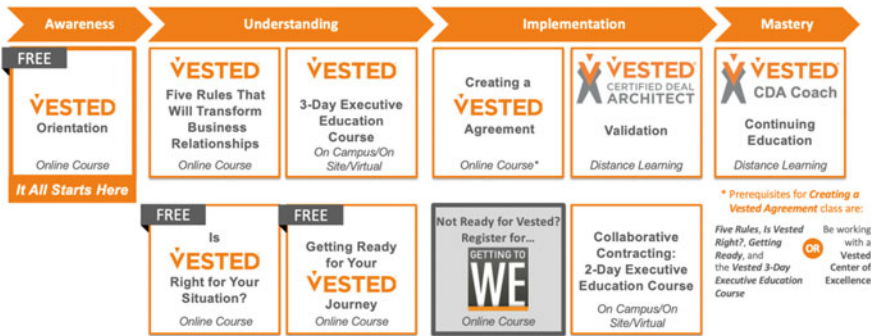 Awareness
Understanding
Implementation
Mastery
FREE
VESTED
Orientation
Online Course
It All Starts Here
VESTED®
Five Rules That
Will Transform
Business
Relationships
Online Course
VESTED®
3-Day Executive
Education
Course
On Campus/On
Site/Virtual
Creating a
VESTED®
Agreement
Online Course*
VESTED®
CERTIFIED DEAL
ARCHITECT
Validation
Distance Learning
VESTED®
CDA Coach
Continuing
Education
Distance Learning
FREE
Is
VESTED®
Right for Your
Situation?
Online Course
FREE
Getting Ready
for Your
VESTED®
Journey
Online Course
Not Ready for Vested?
Register for...
GETTING TO
WE
Online Course
Collaborative
Contracting:
2-Day Executive
Education Course
On Campus/On
Site/Virtual
* Prerequisites for Creating a
Vested Agreement class are:
Five Rules, Is Vested
Right?, Getting
Ready, and
the Vested 3-Day
Executive Education
Course
OR
Be working
with a
Vested
Center of
Excellence